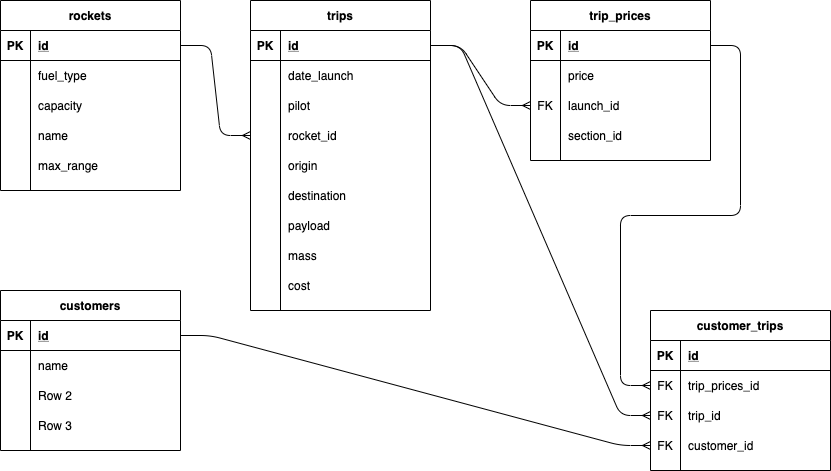 rockets
PK id
fuel_type
capacity
name
max_range
trips
PK id
date_launch
pilot
rocket_id
origin
destination
payload
mass
cost
trip_prices
PK id
price
FK launch_id
section_id
customers
PK id
name
Row 2
Row 3
customer_trips
PK id
FK trip_prices_id
FK trip_id
FK customer_id